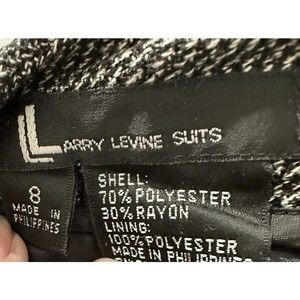 LARRY LEVINE SUITS
8
MADE IN
PHILIPPINES
SHELL:
70% POLYESTER
30% RAYON
LINING:
100% POLYESTER
MADE IN PHILIPPINES